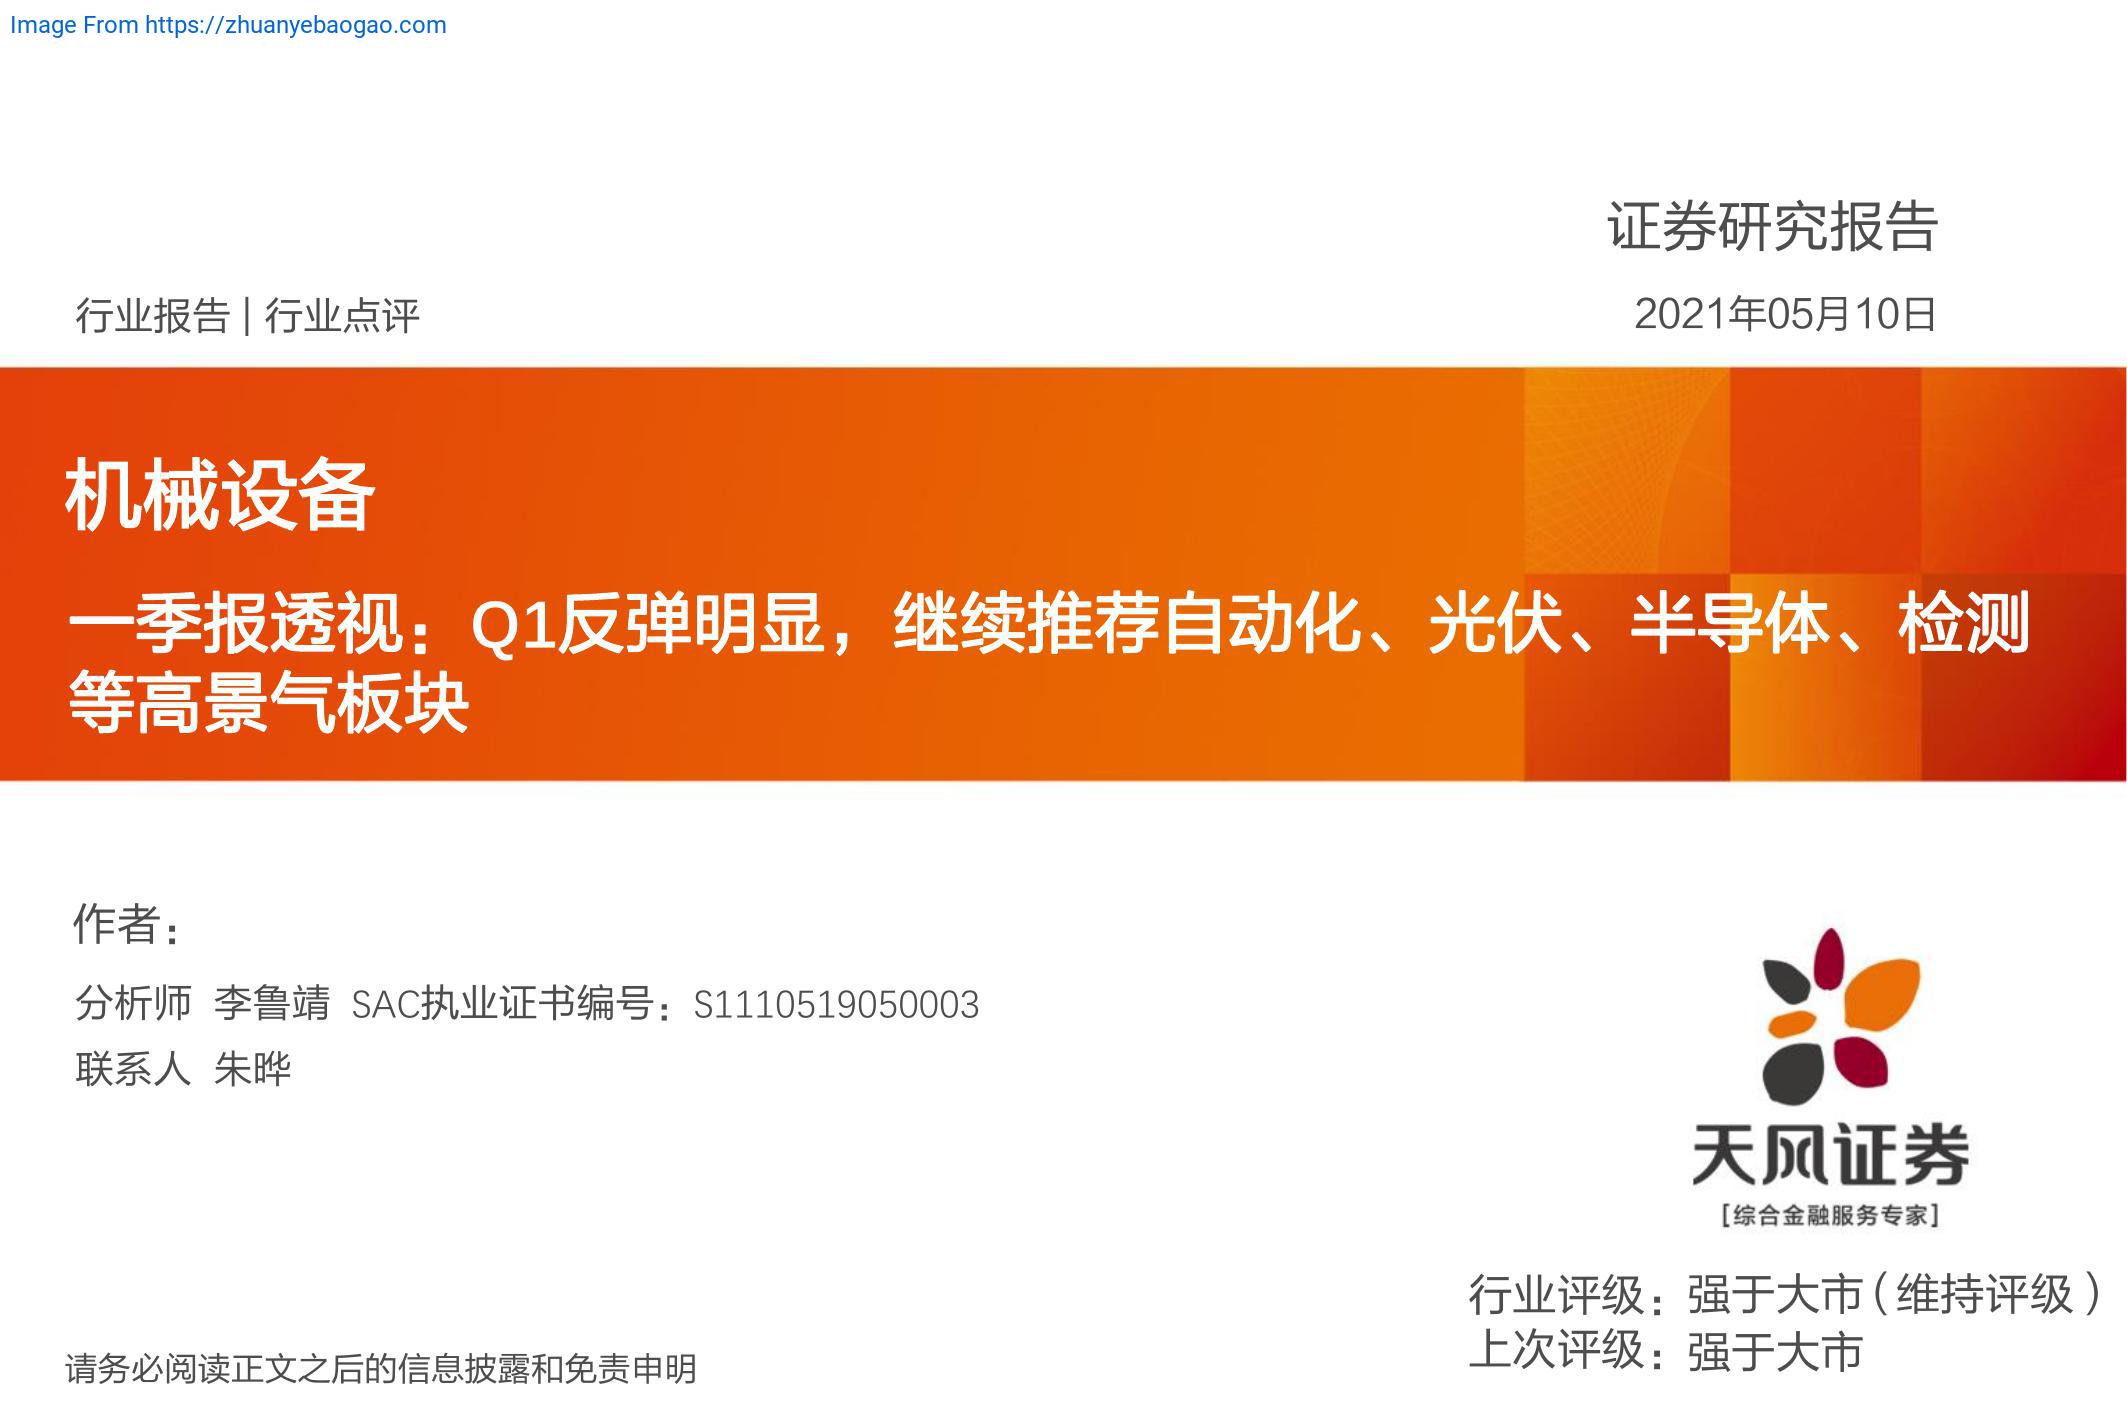 Image From https://zhuanyebaogao.com
证券研究报告
行业报告 | 行业点评
2021年05月10日
机械设备
一季报透视：Q1反弹明显，继续推荐自动化、光伏、半导体、检测
等高景气板块
作者：
分析师 李鲁靖 SAC执业证书编号：S1110519050003
联系人 朱晔
天风证券
[综合金融服务专家]
行业评级：强于大市（维持评级）
上次评级：强于大市
请务必阅读正文之后的信息披露和免责申明